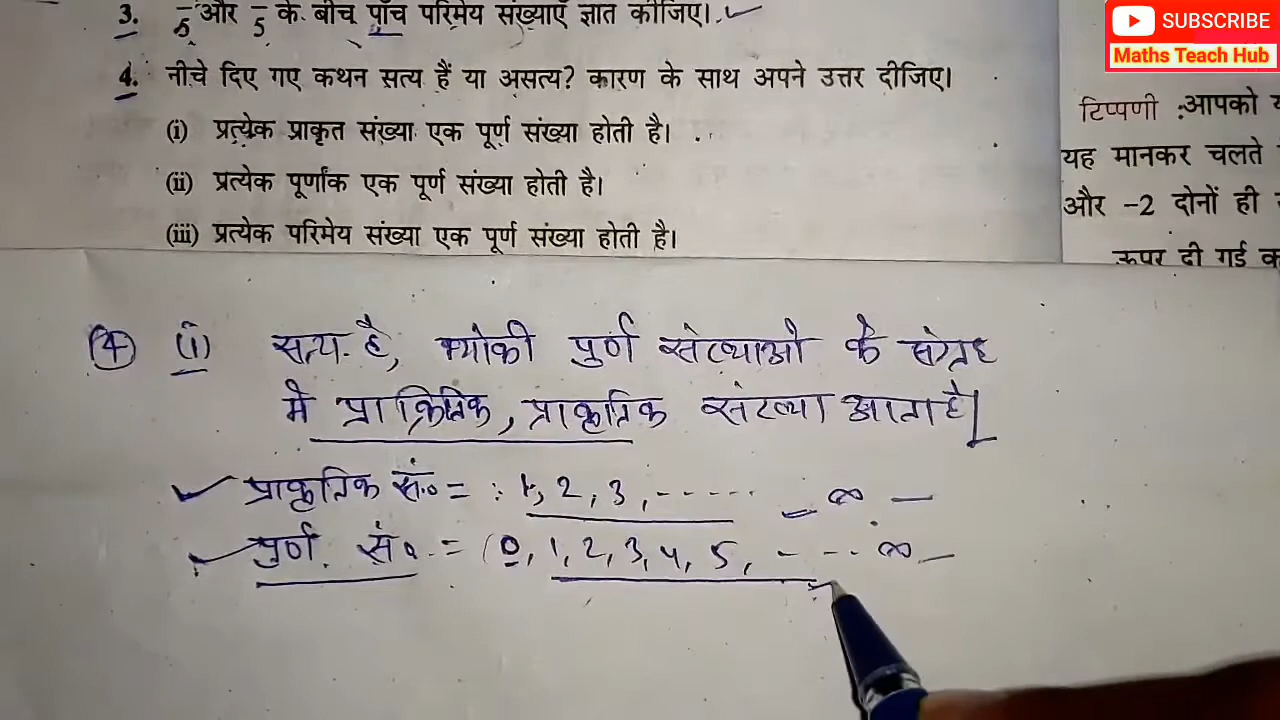 3. और के बीच पाँच परिमेय संख्याएँ ज्ञात कीजिए।
4. नीचे दिए गए कथन सत्य हैं या असत्य? कारण के साथ अपने उत्तर दीजिए।
(i) प्रत्येक प्राकृत संख्या एक पूर्ण संख्या होती है।
(ii) प्रत्येक पूर्णांक एक पूर्ण संख्या होती है।
(iii) प्रत्येक परिमेय संख्या एक पूर्ण संख्या होती है।
SUBSCRIBE
Maths Teach Hub
टिप्पणी : आपको
यह मानकर चलते
और -2 दोनों ही
ऊपर दी गई
(4) (i) सत्य है, क्योकी पुर्ण संख्याओ के संग्रह
मे प्राक्रितिक, प्राकृतिक संख्या आता है|
प्राकृतिक सं० = 1, 2, 3, ------ ∞
पुर्ण सं० = (0, 1, 2, 3, 4, 5, ---- ∞